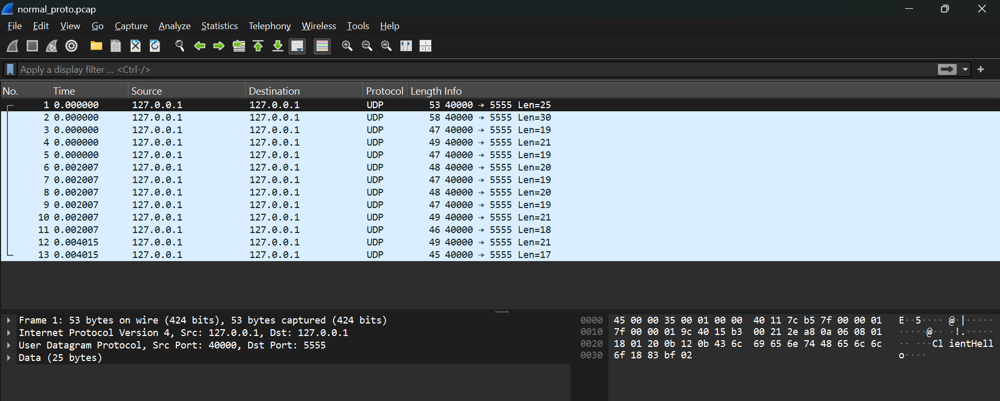 normal_proto.pcap
File Edit View Go Capture Analyze Statistics Telephony Wireless Tools Help
Apply a display filter ... <Ctrl-/>
No. Time Source Destination Protocol Length Info
1 0.000000 127.0.0.1 127.0.0.1 UDP 53 40000 → 5555 Len=25
2 0.000000 127.0.0.1 127.0.0.1 UDP 58 40000 → 5555 Len=30
3 0.000000 127.0.0.1 127.0.0.1 UDP 47 40000 → 5555 Len=19
4 0.000000 127.0.0.1 127.0.0.1 UDP 49 40000 → 5555 Len=21
5 0.000000 127.0.0.1 127.0.0.1 UDP 47 40000 → 5555 Len=19
6 0.002007 127.0.0.1 127.0.0.1 UDP 48 40000 → 5555 Len=20
7 0.002007 127.0.0.1 127.0.0.1 UDP 47 40000 → 5555 Len=19
8 0.002007 127.0.0.1 127.0.0.1 UDP 48 40000 → 5555 Len=20
9 0.002007 127.0.0.1 127.0.0.1 UDP 47 40000 → 5555 Len=19
10 0.002007 127.0.0.1 127.0.0.1 UDP 49 40000 → 5555 Len=21
11 0.002007 127.0.0.1 127.0.0.1 UDP 46 40000 → 5555 Len=18
12 0.004015 127.0.0.1 127.0.0.1 UDP 49 40000 → 5555 Len=21
13 0.004015 127.0.0.1 127.0.0.1 UDP 45 40000 → 5555 Len=17
Frame 1: 53 bytes on wire (424 bits), 53 bytes captured (424 bits)
Internet Protocol Version 4, Src: 127.0.0.1, Dst: 127.0.0.1
User Datagram Protocol, Src Port: 40000, Dst Port: 5555
Data (25 bytes)
0000 45 00 00 35 00 01 00 00 40 11 7c b5 7f 00 00 01 E··5···· @·|·····
0010 7f 00 00 01 9c 40 15 b3 00 21 2e a8 0a 06 08 01 ·····@·· ·!.·····
0020 18 01 20 0b 12 0b 43 6c 69 65 6e 74 48 65 6c 6c ·· ···Cl ientHell
0030 6f 18 83 bf 02 o····